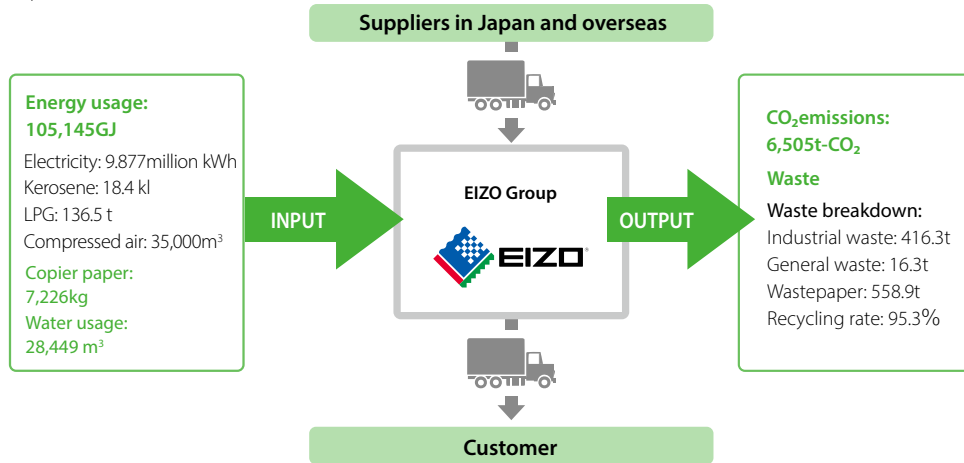 Suppliers in Japan and overseas
Energy usage:
105,145GJ
Electricity: 9.877million kWh
Kerosene: 18.4 kl
LPG: 136.5 t
Compressed air: 35,000m³
Copier paper:
7,226kg
Water usage:
28,449 m³
INPUT
EIZO Group
EIZO
OUTPUT
CO₂emissions:
6,505t-CO₂
Waste
Waste breakdown:
Industrial waste: 416.3t
General waste: 16.3t
Wastepaper: 558.9t
Recycling rate: 95.3%
Customer